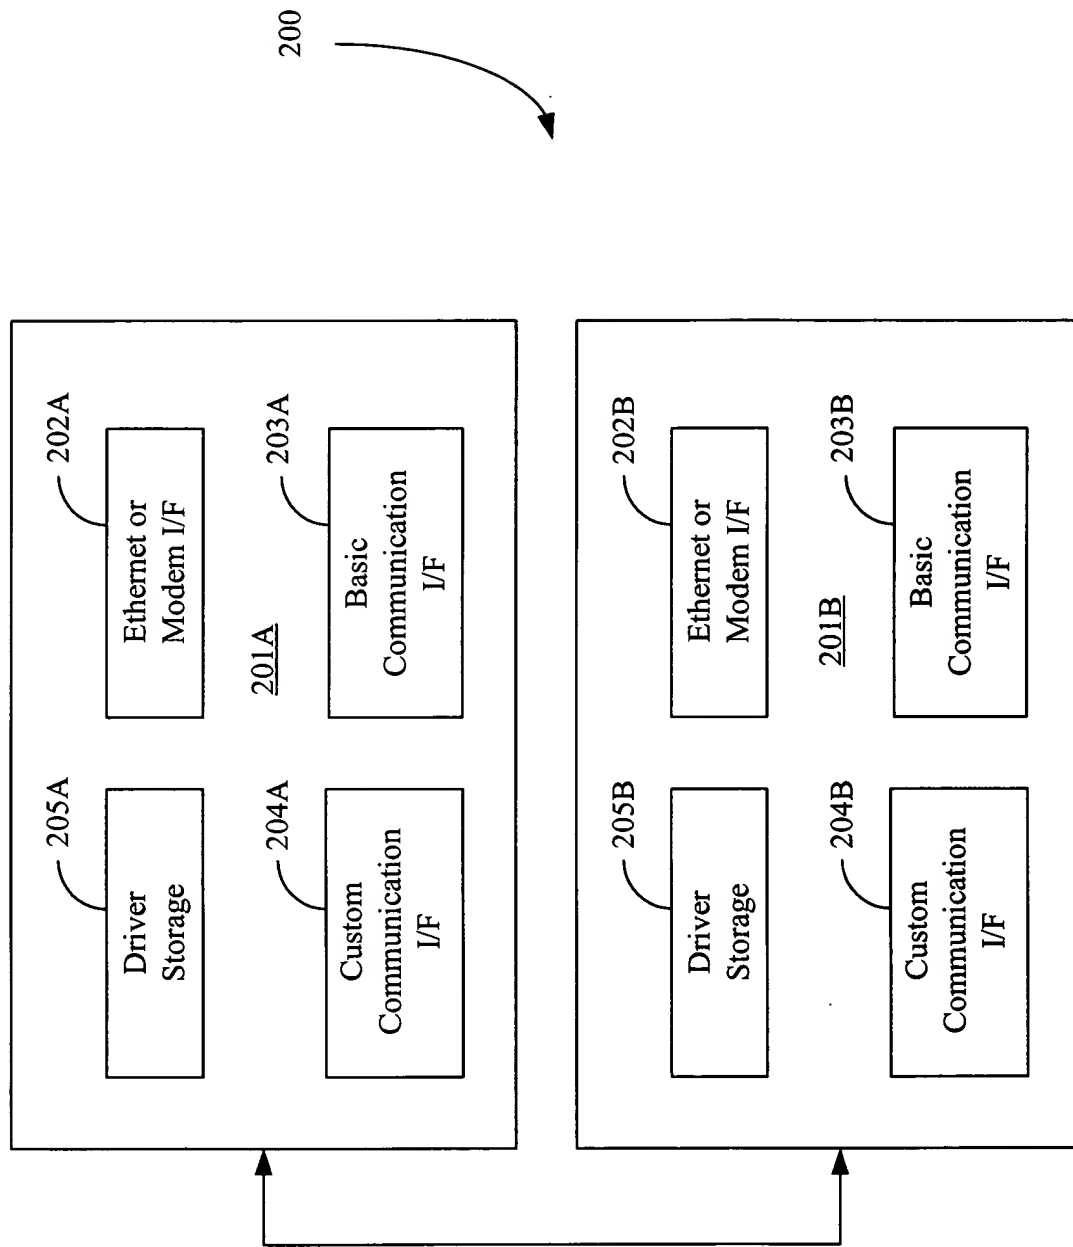 200
205A
Driver
Storage
202A
Ethernet or
Modem I/F
201A
204A
Custom
Communication
I/F
203A
Basic
Communication
I/F
205B
Driver
Storage
202B
Ethernet or
Modem I/F
201B
204B
Custom
Communication
I/F
203B
Basic
Communication
I/F